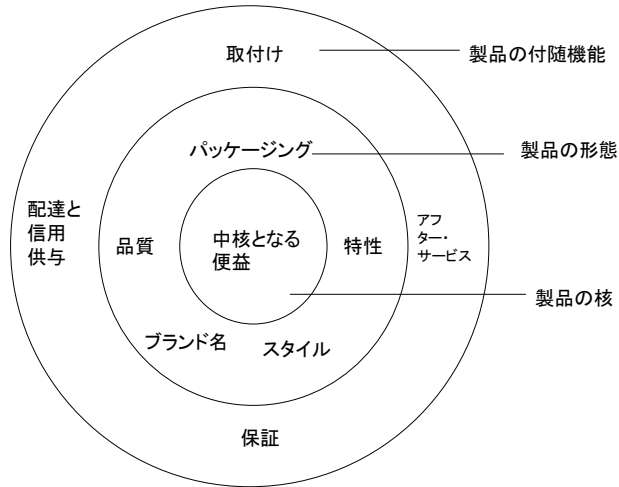 取付け
製品の付随機能
パッケージング
製品の形態
配達と
信用
供与
品質
中核となる
便益
特性
アフ
ター・
サービス
製品の核
ブランド名
スタイル
保証